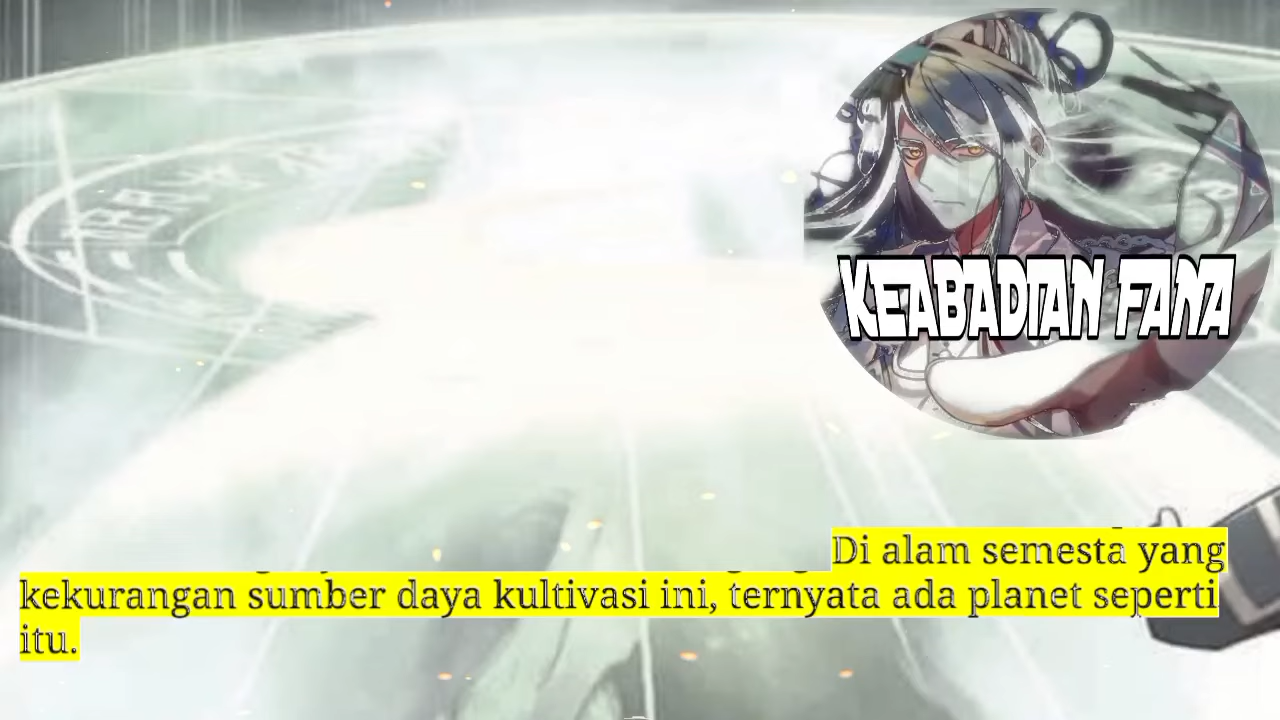 KEABADIAN FANA
Di alam semesta yang
kekurangan sumber daya kultivasi ini, ternyata ada planet seperti
itu.